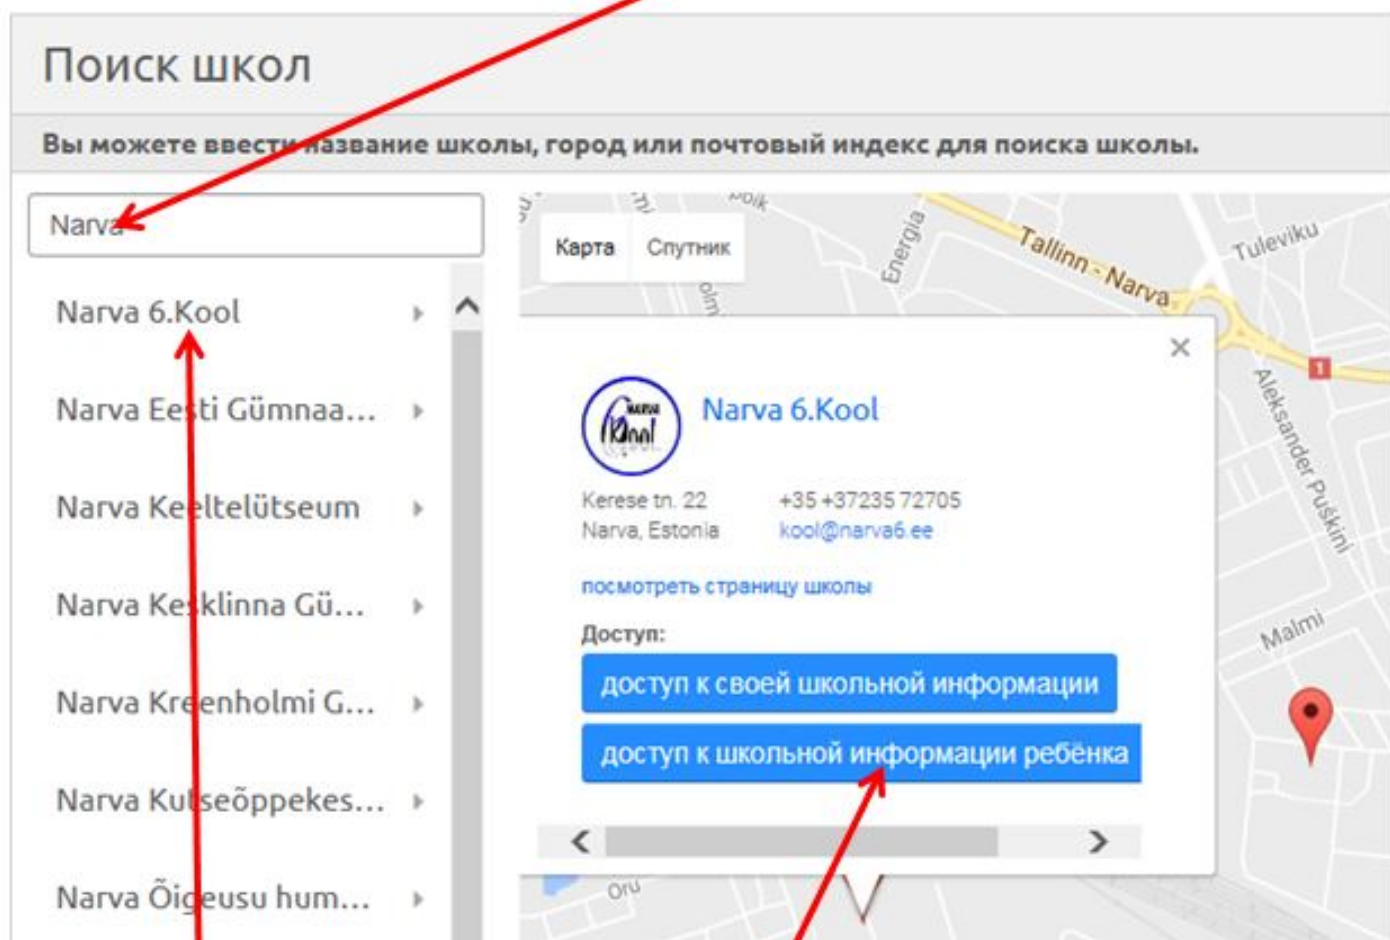 Поиск школ
Вы можете ввести название школы, город или почтовый индекс для поиска школы.
Narva
Narva 6.Kool
Narva Eesti Gümnaa...
Narva Keeltelütseum
Narva Kesklinna Gü...
Narva Kreenholmi G...
Narva Kutseõppekes...
Narva Õigeusu hum...
Карта Спутник
Energia
Tallinn - Narva
Tuleviku
1
Aleksander Puškini
Malmi
Oru
Narva 6.Kool
Kerese tn. 22 +35 +37235 72705
Narva, Estonia kool@narva6.ee
посмотреть страницу школы
Доступ:
доступ к своей школьной информации
доступ к школьной информации ребёнка